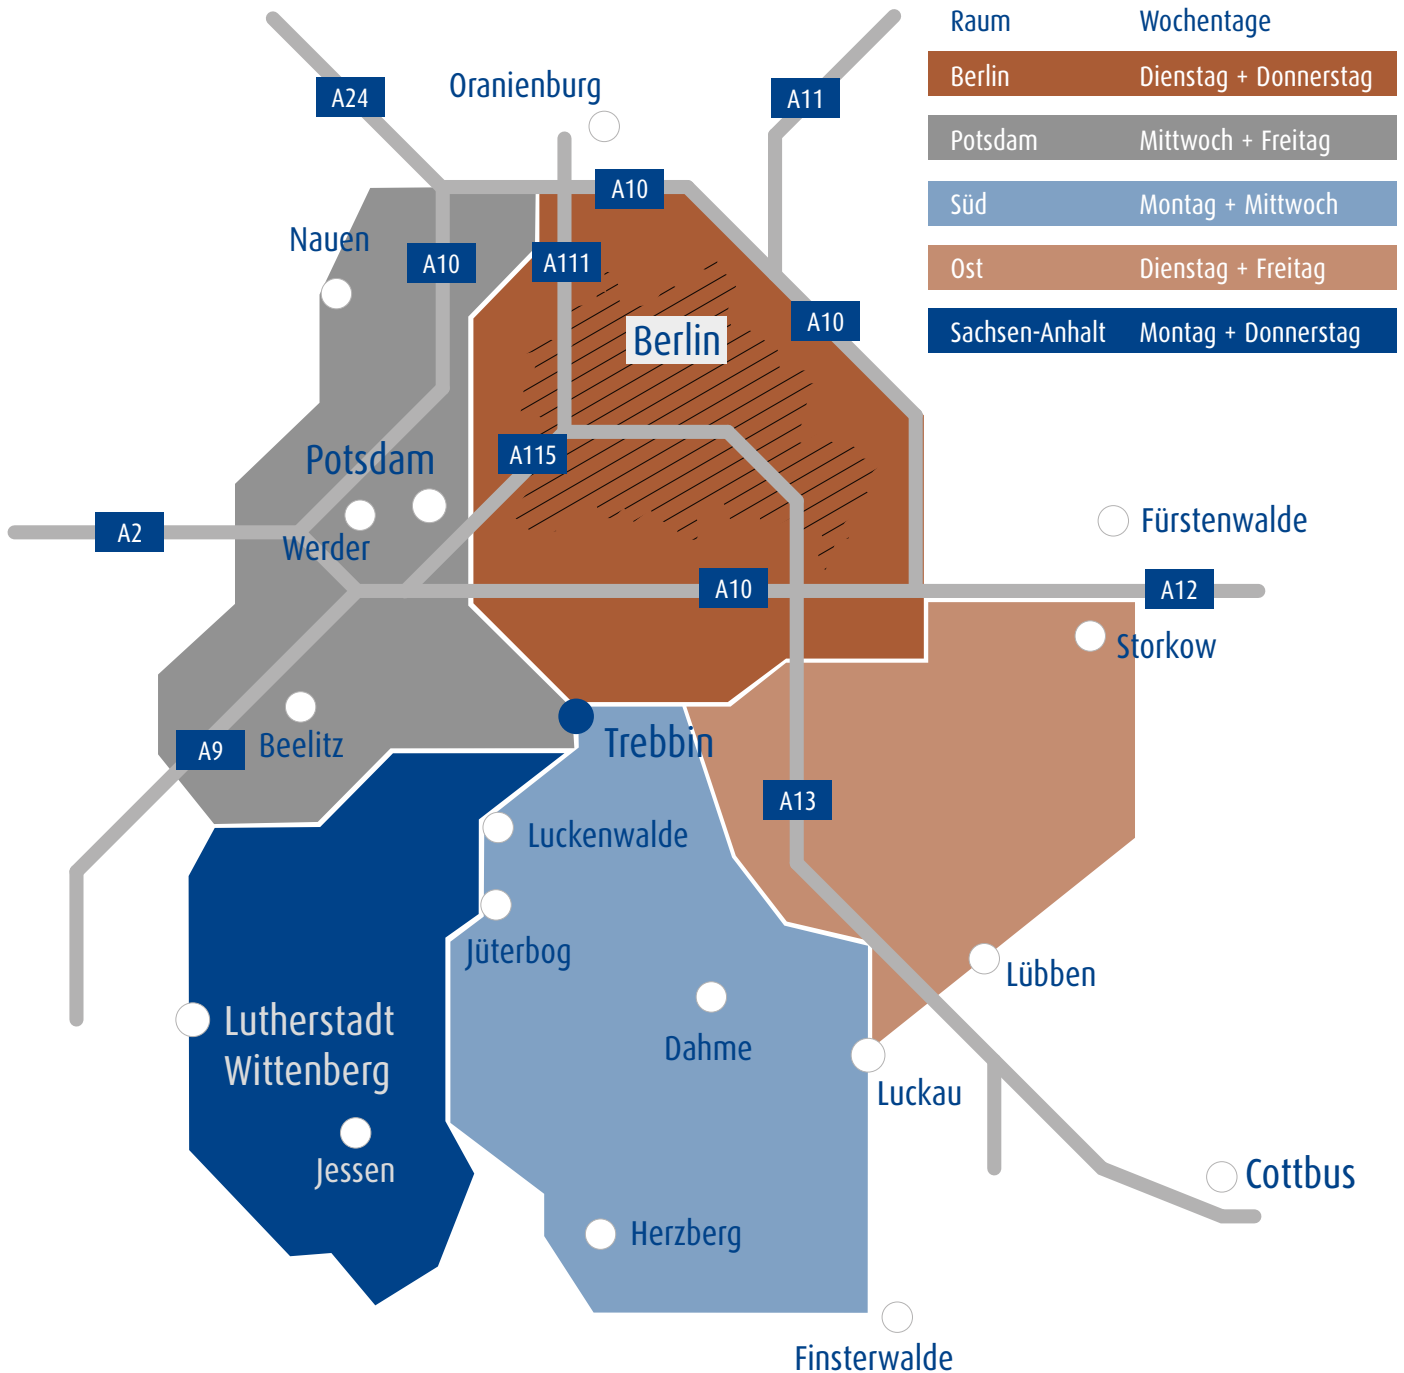 Raum Wochentage
Berlin Dienstag + Donnerstag
Potsdam Mittwoch + Freitag
Süd Montag + Mittwoch
Ost Dienstag + Freitag
Sachsen-Anhalt Montag + Donnerstag
A24
Oranienburg
A11
A10
Nauen
A10
A111
A10
Berlin
Potsdam
A115
A2
Werder
Fürstenwalde
A10
A12
Storkow
A9
Beelitz
Trebbin
A13
Luckenwalde
Jüterbog
Lübben
Lutherstadt
Wittenberg
Dahme
Luckau
Jessen
Cottbus
Herzberg
Finsterwalde